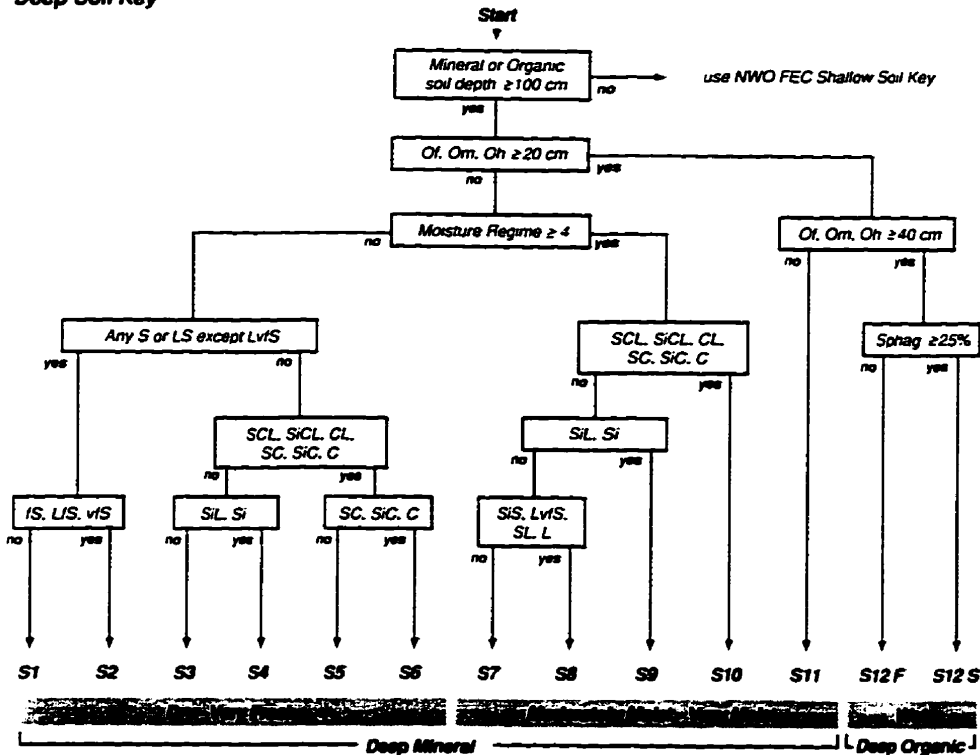 Deep Soil Key
Start
Mineral or Organic
soil depth ≥100 cm
no
use NWO FEC Shallow Soil Key
yes
Of. Om. Oh ≥20 cm
no
yes
Moisture Regime ≥ 4
no
yes
Of. Om. Oh ≥40 cm
no
yes
Any S or LS except LvfS
yes
no
SCL. SiCL. CL.
SC. SiC. C
no
yes
Sphag ≥25%
no
yes
SCL. SiCL. CL.
SC. SiC. C
no
yes
SiL. Si
no
yes
fS. LfS. vfS
no
yes
SiL. Si
no
yes
SC. SiC. C
no
yes
SiS. LvfS.
SL. L
no
yes
S1 S2 S3 S4 S5 S6 S7 S8 S9 S10 S11 S12 F S12 S
Deep Mineral
Deep Organic